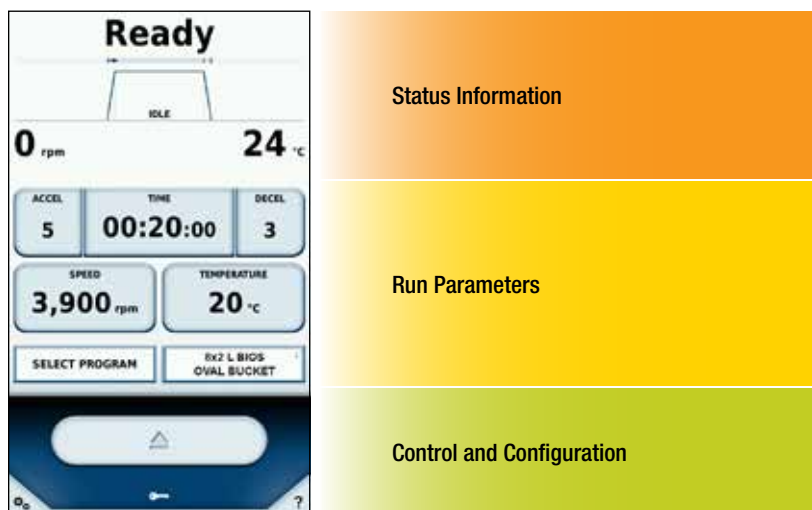 Ready
IDLE
0 rpm
24 °C
ACCEL
5
TIME
00:20:00
DECEL
3
SPEED
3,900 rpm
TEMPERATURE
20 °C
SELECT PROGRAM
8x2 L BIOS
OVAL BUCKET
?
Status Information
Run Parameters
Control and Configuration